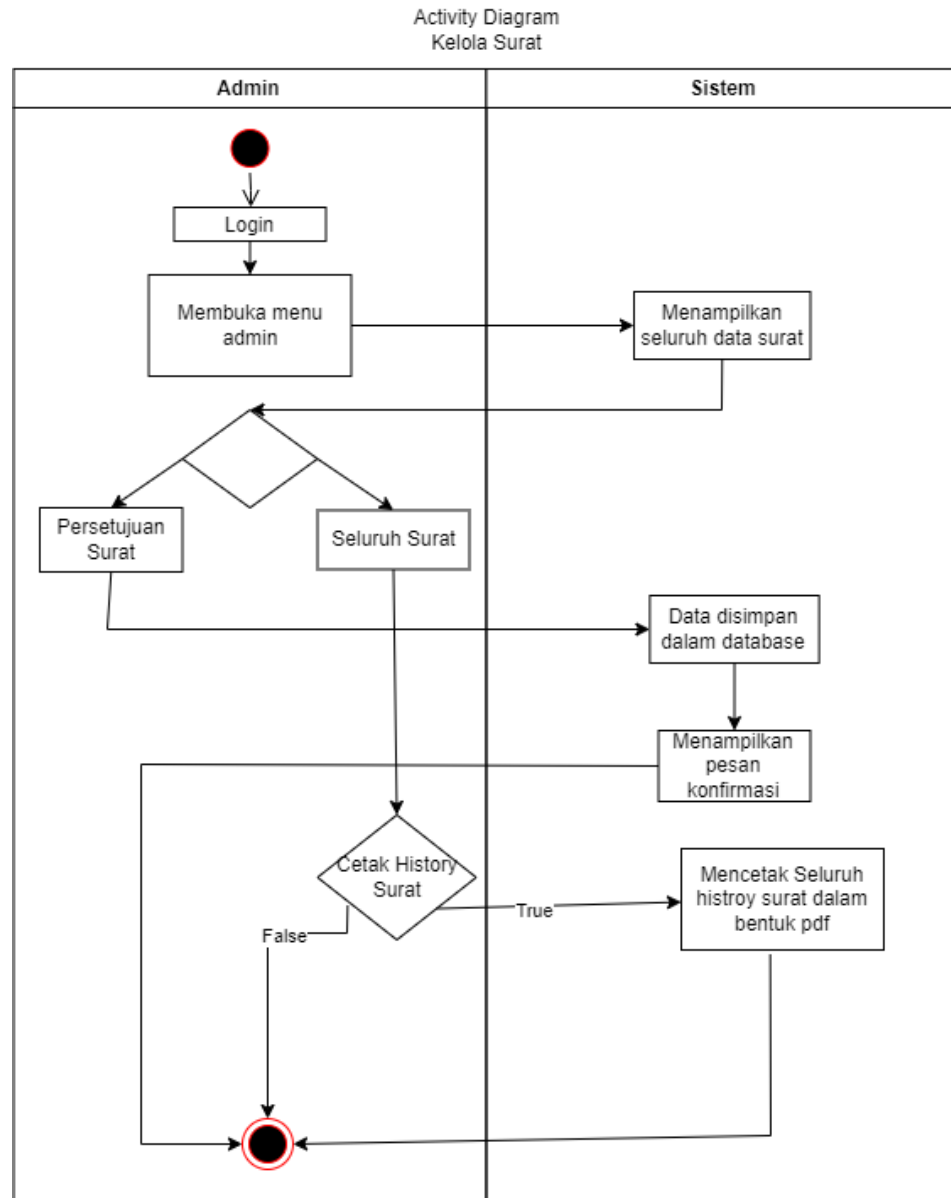 Activity Diagram
Kelola Surat
Admin
Sistem
Login
Membuka menu
admin
Menampilkan
seluruh data surat
Persetujuan
Surat
Seluruh Surat
Data disimpan
dalam database
Menampilkan
pesan
konfirmasi
Cetak History
Surat
Mencetak Seluruh
histroy surat dalam
bentuk pdf
True
False